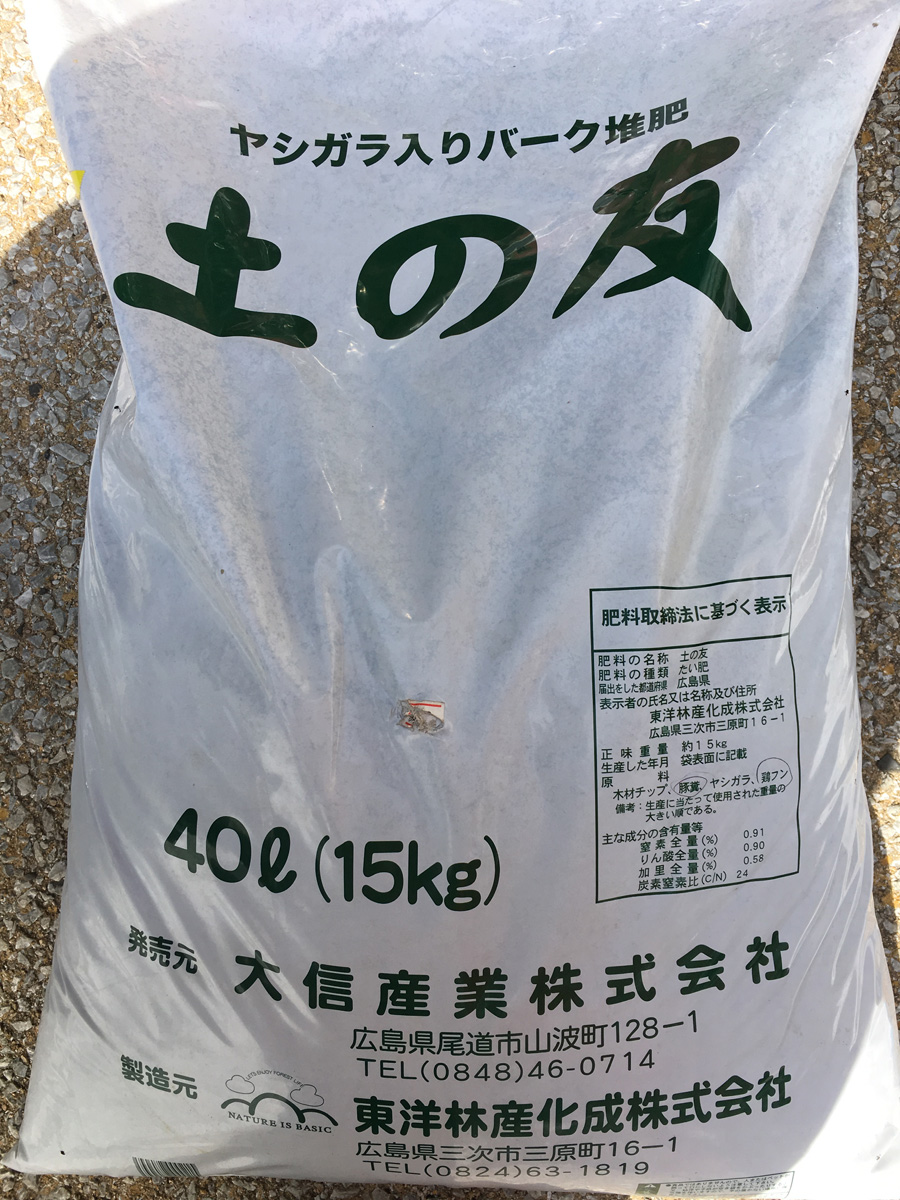 ヤシガラ入りバーク堆肥
土の友
肥料取締法に基づく表示
肥料の名称 土の友
肥料の種類 たい肥
届出をした都道府県 広島県
表示者の氏名又は名称及び住所
東洋林産化成株式会社
広島県三次市三原町16-1
正味重量 約15kg
生産した年月 袋表面に記載
原料
木材チップ、豚糞、ヤシガラ、鶏フン
備考:生産に当たって使用された重量の
大きい順である。
主な成分の含有量等
窒素全量(%) 0.91
りん酸全量(%) 0.90
加里全量(%) 0.58
炭素窒素比(C/N) 24
40ℓ(15kg)
発売元 大信産業株式会社
広島県尾道市山波町128-1
TEL(0848)46-0714
製造元 LET'S ENJOY FOREST LIFE
NATURE IS BASIC
東洋林産化成株式会社
広島県三次市三原町16-1
TEL(0824)63-1819